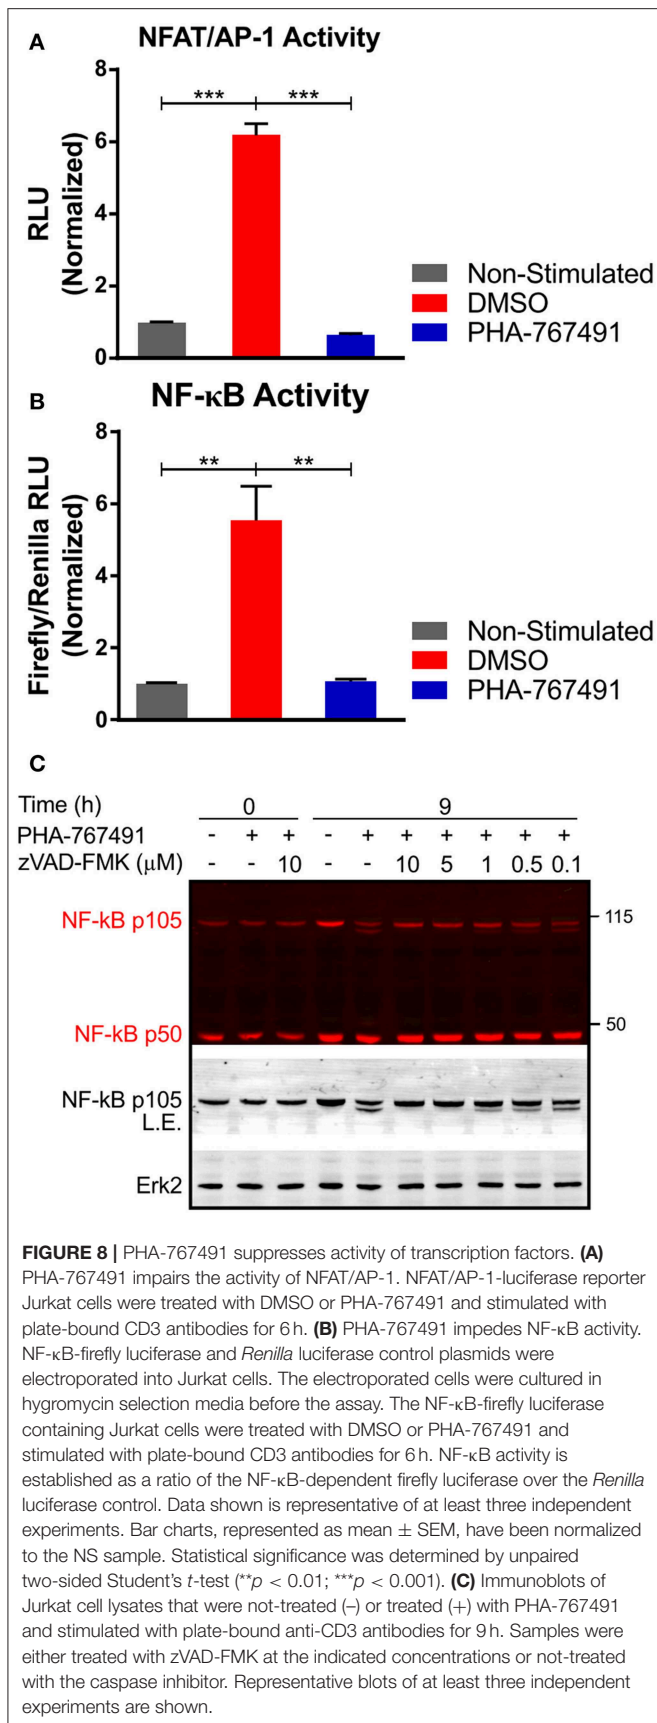 A
NFAT/AP-1 Activity
RLU
(Normalized)
8
6
4
2
0
*** ***
Non-Stimulated
DMSO
PHA-767491
B
NF-κB Activity
Firefly/Renilla RLU
(Normalized)
8
6
4
2
0
** **
Non-Stimulated
DMSO
PHA-767491
C
Time (h) 0 9
PHA-767491 - + + - + + + + + +
zVAD-FMK (μM) - - 10 - - 10 5 1 0.5 0.1
NF-kB p105
115
50
NF-kB p50
NF-kB p105
L.E.
Erk2
FIGURE 8 | PHA-767491 suppresses activity of transcription factors. (A)
PHA-767491 impairs the activity of NFAT/AP-1. NFAT/AP-1-luciferase reporter
Jurkat cells were treated with DMSO or PHA-767491 and stimulated with
plate-bound CD3 antibodies for 6 h. (B) PHA-767491 impedes NF-κB activity.
NF-κB-firefly luciferase and Renilla luciferase control plasmids were
electroporated into Jurkat cells. The electroporated cells were cultured in
hygromycin selection media before the assay. The NF-κB-firefly luciferase
containing Jurkat cells were treated with DMSO or PHA-767491 and
stimulated with plate-bound CD3 antibodies for 6 h. NF-κB activity is
established as a ratio of the NF-κB-dependent firefly luciferase over the Renilla
luciferase control. Data shown is representative of at least three independent
experiments. Bar charts, represented as mean ± SEM, have been normalized
to the NS sample. Statistical significance was determined by unpaired
two-sided Student's t-test (**p < 0.01; ***p < 0.001). (C) Immunoblots of
Jurkat cell lysates that were not-treated (–) or treated (+) with PHA-767491
and stimulated with plate-bound anti-CD3 antibodies for 9 h. Samples were
either treated with zVAD-FMK at the indicated concentrations or not-treated
with the caspase inhibitor. Representative blots of at least three independent
experiments are shown.